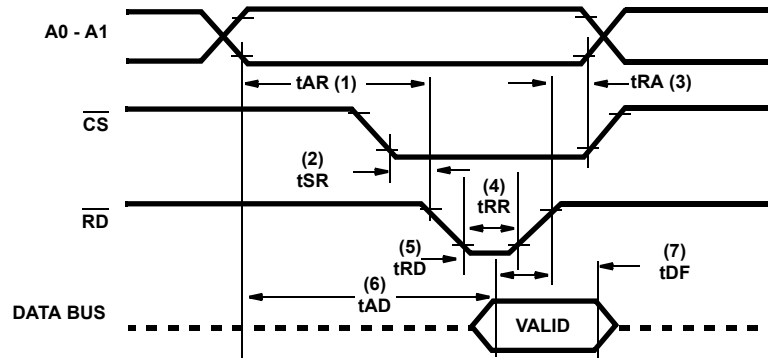 A0 - A1
tAR (1)
tRA (3)
CS
(2)
tSR
(4)
tRR
RD
(5)
tRD
(7)
tDF
(6)
tAD
DATA BUS
VALID